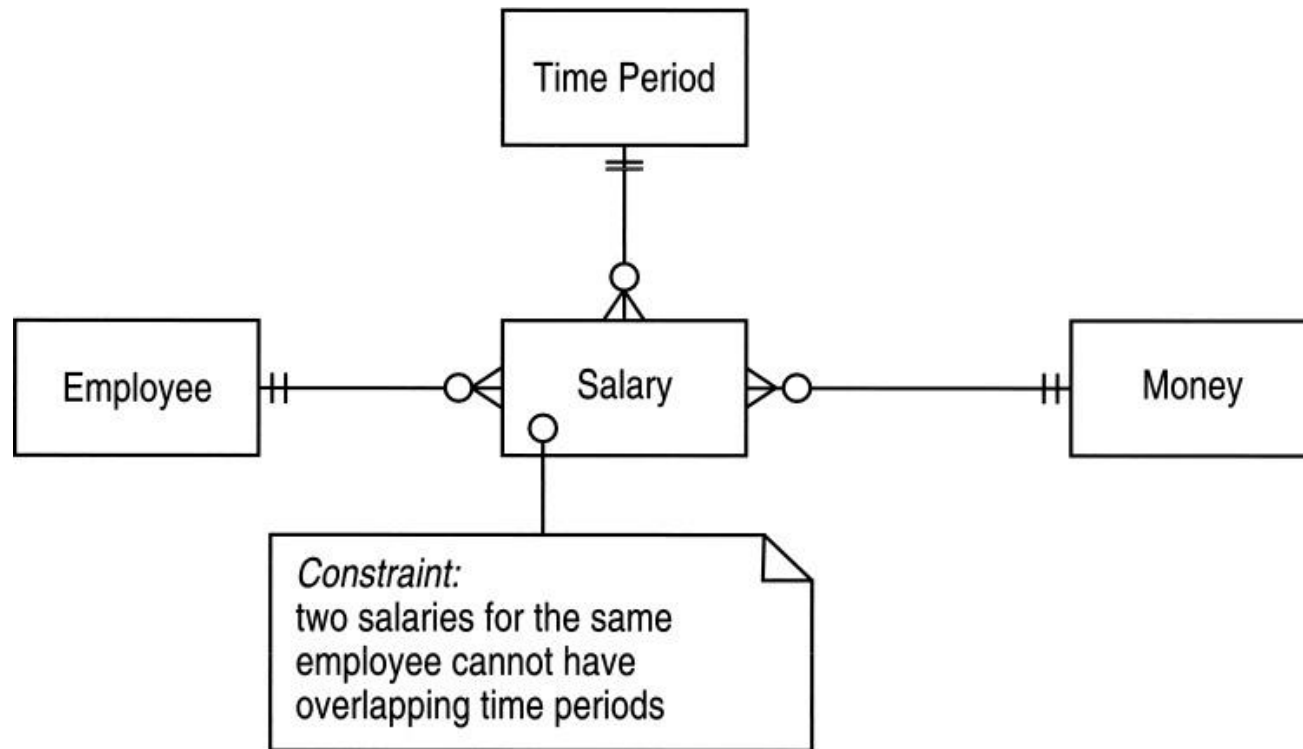 Time Period
Employee
Salary
Money
Constraint:
two salaries for the same
employee cannot have
overlapping time periods